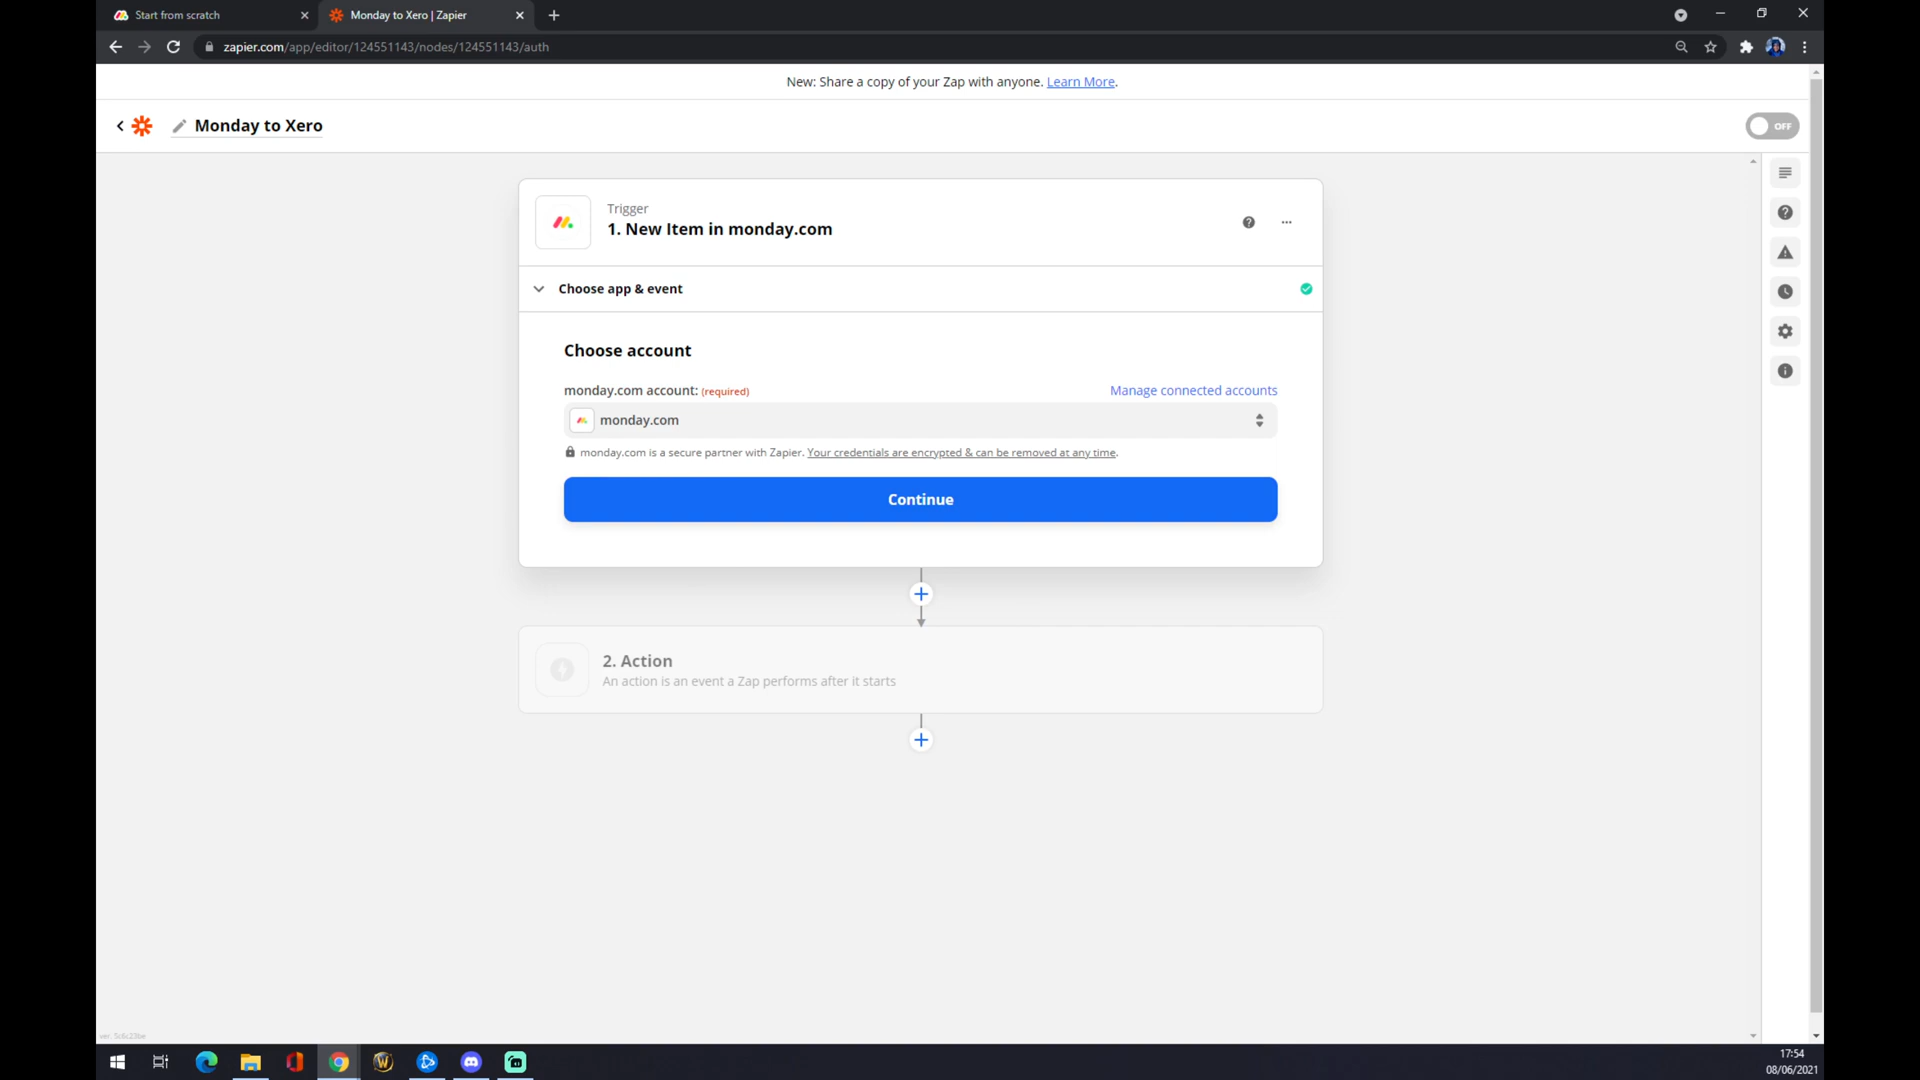 Start from scratch
Monday to Xero | Zapier
zapier.com/app/editor/124551143/nodes/124551143/auth
New: Share a copy of your Zap with anyone. Learn More.
Monday to Xero
OFF
Trigger
1. New Item in monday.com
Choose app & event
Choose account
monday.com account: (required)
Manage connected accounts
monday.com
monday.com is a secure partner with Zapier. Your credentials are encrypted & can be removed at any time.
Continue
2. Action
An action is an event a Zap performs after it starts
ver. 5c6c23be
17:54
08/06/2021